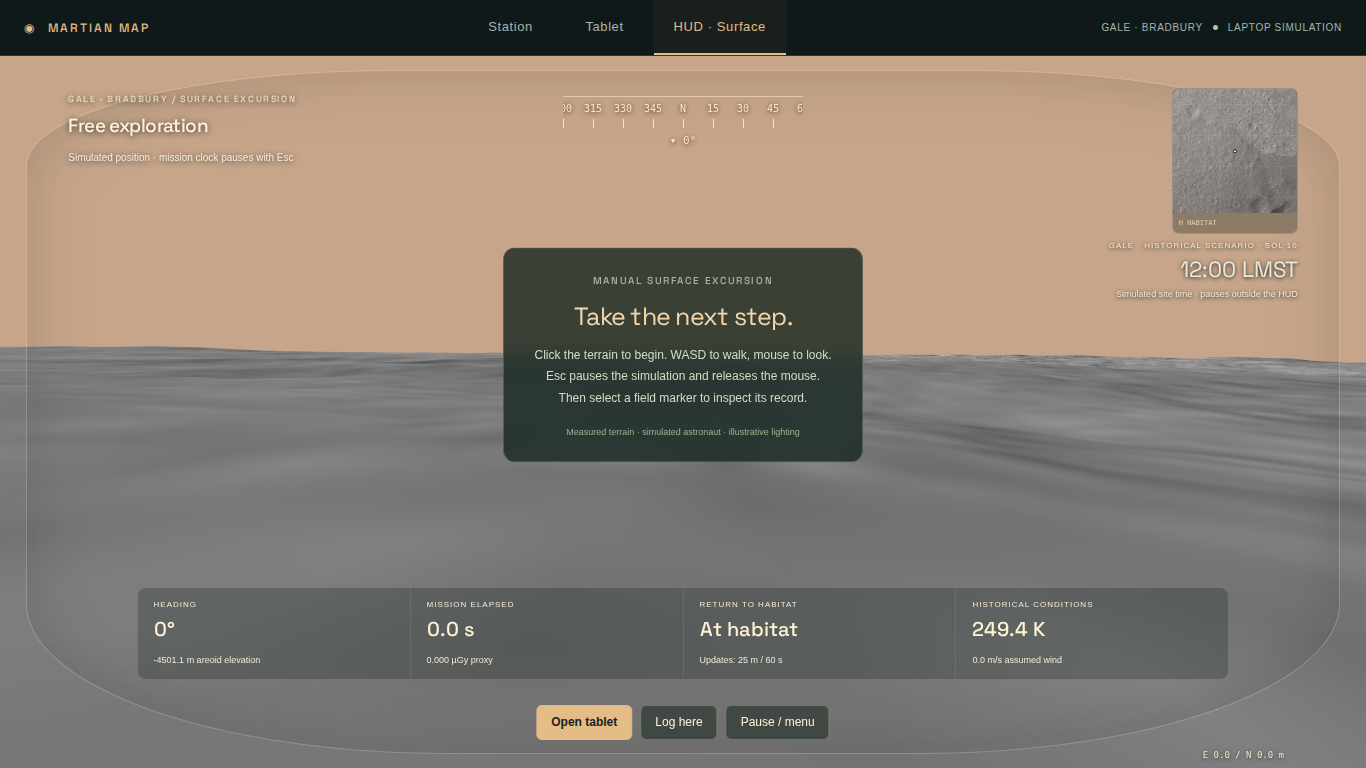 MARTIAN MAP
Station
Tablet
HUD · Surface
GALE · BRADBURY
LAPTOP SIMULATION
GALE · BRADBURY / SURFACE EXCURSION
Free exploration
Simulated position · mission clock pauses with Esc
315 330 345 N 15 30 45
▾ 0°
H HABITAT
GALE · HISTORICAL SCENARIO · SOL 10
12:00 LMST
Simulated site time · pauses outside the HUD
MANUAL SURFACE EXCURSION
Take the next step.
Click the terrain to begin. WASD to walk, mouse to look.
Esc pauses the simulation and releases the mouse.
Then select a field marker to inspect its record.
Measured terrain · simulated astronaut · illustrative lighting
HEADING
0°
-4501.1 m areoid elevation
MISSION ELAPSED
0.0 s
0.000 µGy proxy
RETURN TO HABITAT
At habitat
Updates: 25 m / 60 s
HISTORICAL CONDITIONS
249.4 K
0.0 m/s assumed wind
Open tablet
Log here
Pause / menu
E 0.0 / N 0.0 m